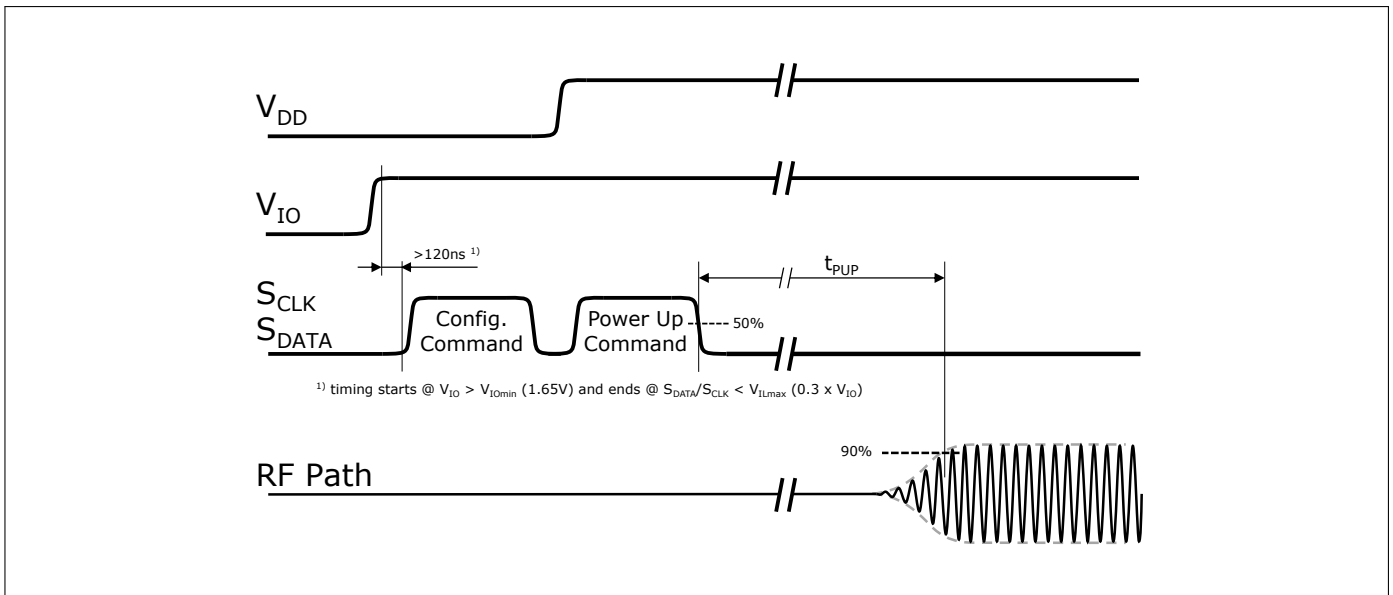 VDD
VIO
>120ns 1)
tPUP
SCLK
SDATA
Config.
Command
Power Up
Command
50%
1) timing starts @ VIO > VIOmin (1.65V) and ends @ SDATA/SCLK < VILmax (0.3 x VIO)
90%
RF Path